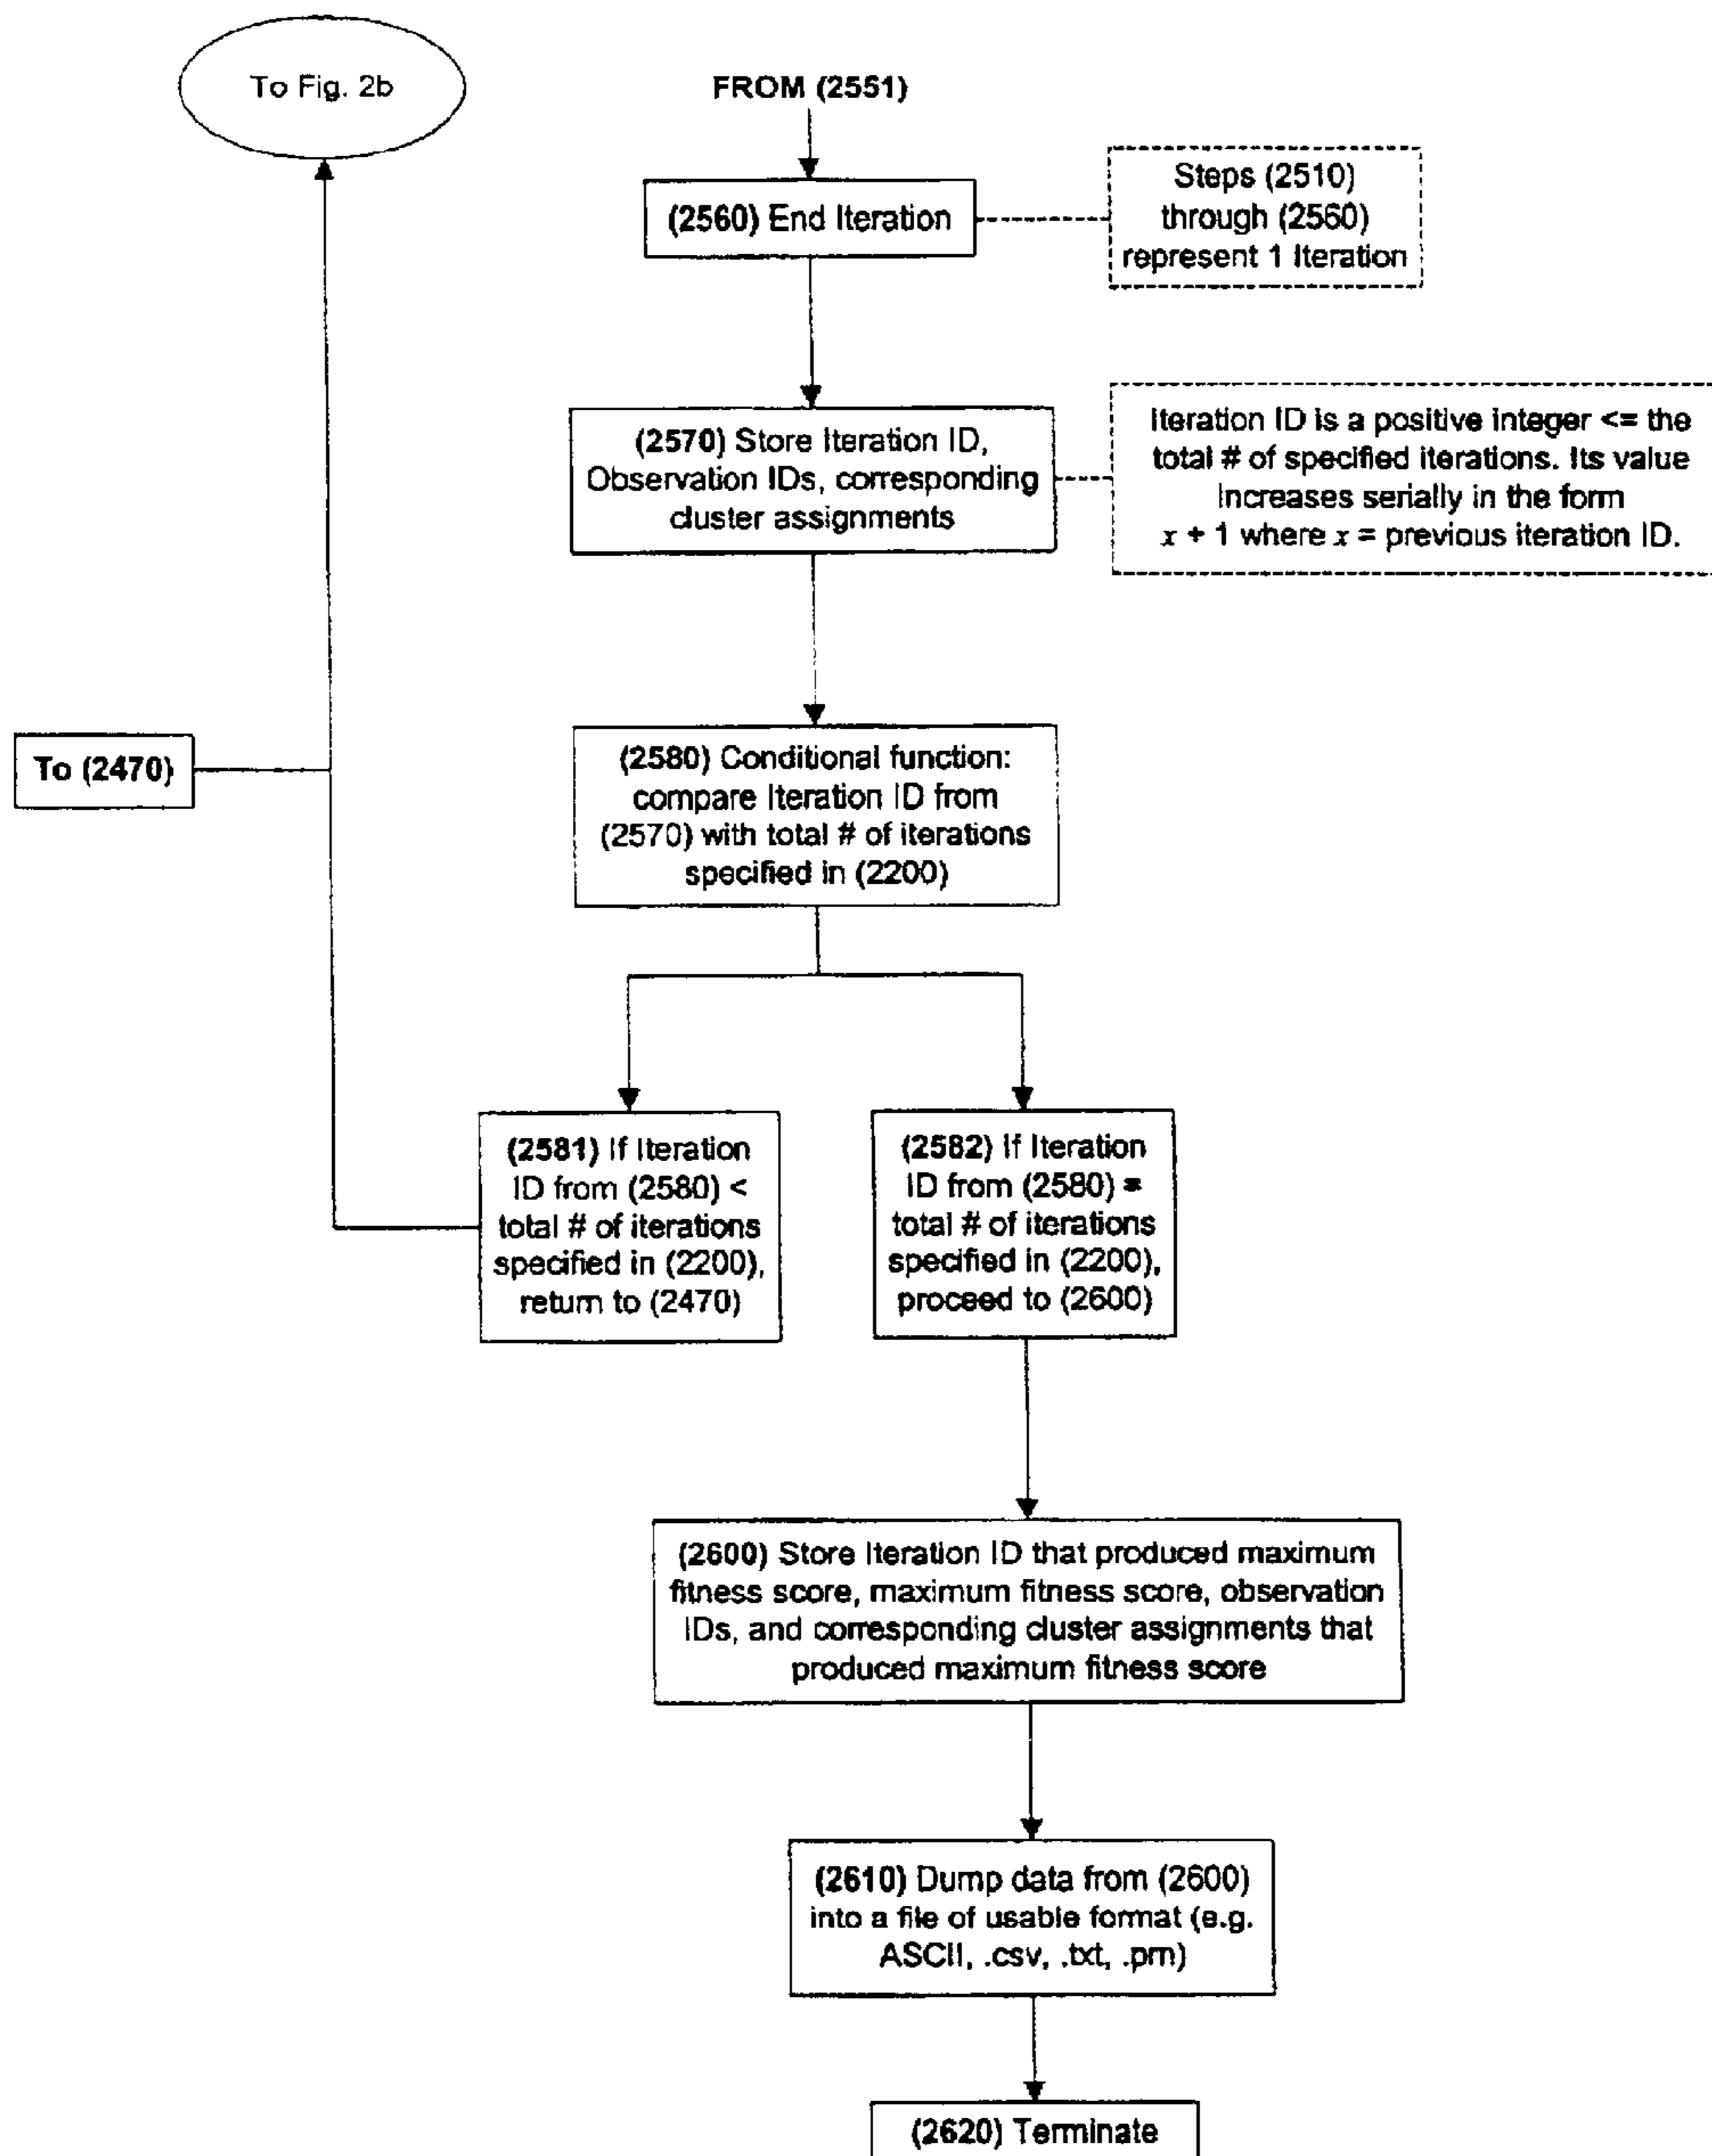 To Fig. 2b
FROM (2551)
(2560) End Iteration
Steps (2510)
through (2560)
represent 1 Iteration
(2570) Store Iteration ID,
Observation IDs, corresponding
cluster assignments
Iteration ID is a positive integer <= the
total # of specified iterations. Its value
increases serially in the form
x + 1 where x = previous iteration ID.
To (2470)
(2580) Conditional function:
compare Iteration ID from
(2570) with total # of iterations
specified in (2200)
(2581) If Iteration
ID from (2580) <
total # of iterations
specified in (2200),
return to (2470)
(2582) If Iteration
ID from (2580) =
total # of iterations
specified in (2200),
proceed to (2600)
(2600) Store Iteration ID that produced maximum
fitness score, maximum fitness score, observation
IDs, and corresponding cluster assignments that
produced maximum fitness score
(2610) Dump data from (2600)
into a file of usable format (e.g.
ASCII, .csv, .txt, .prn)
(2620) Terminate